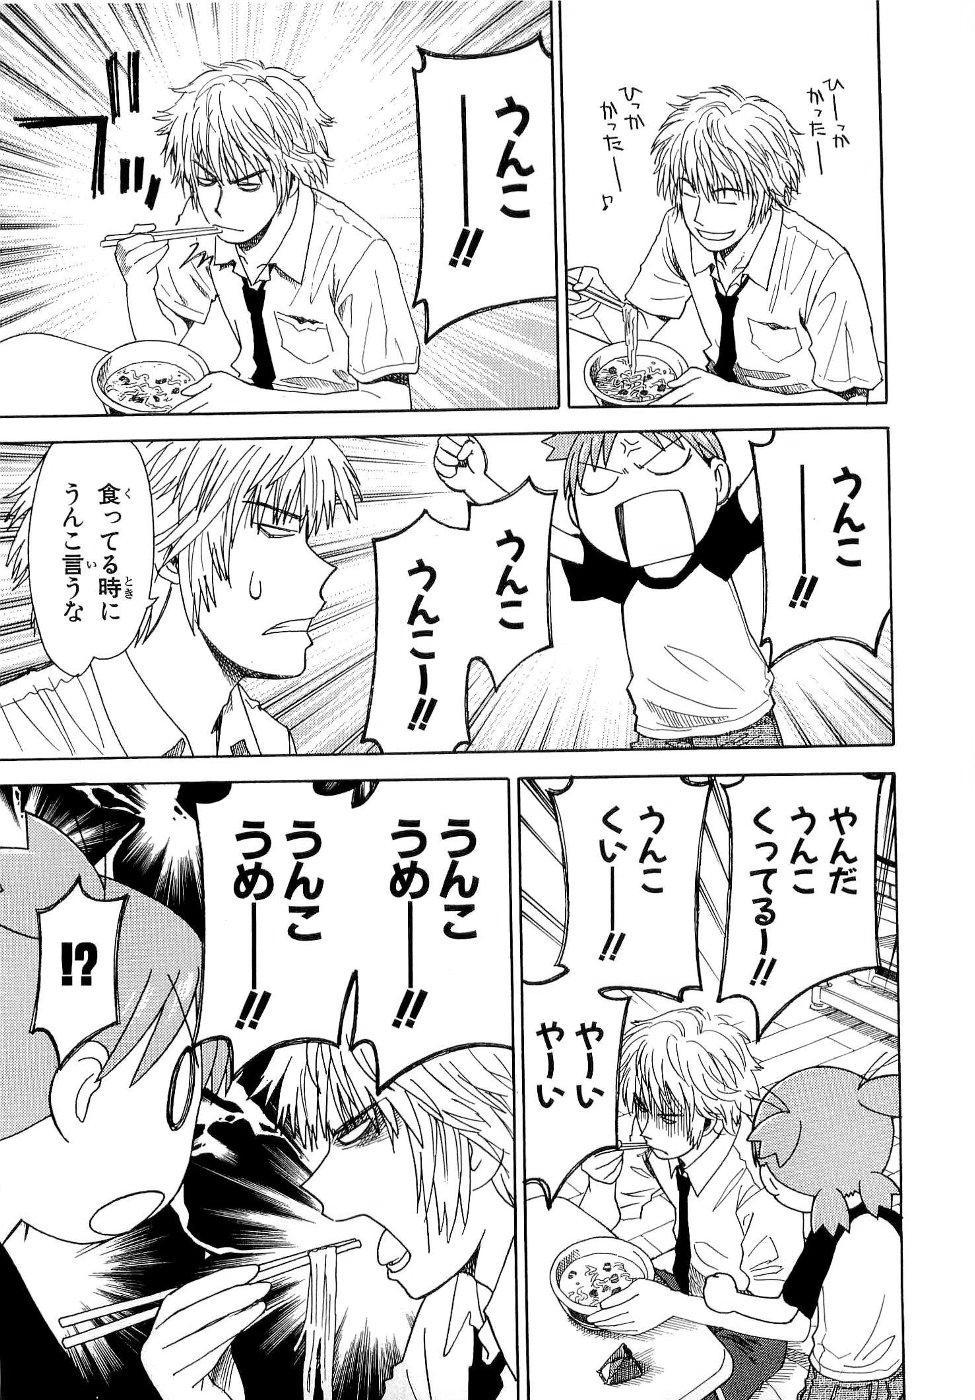 ひーっか
かったー
ひっか
かったー♪
うんこ
ーー!!
うんこ
ーー!!
うんこ
うんこー!!
食ってる時に
うんこ言うな
やんだ
うんこ
くってるー!!
うんこ
くいーー!!
やーい
やーい
うんこ
うめーー!!
うんこ
うめーー!!
!?